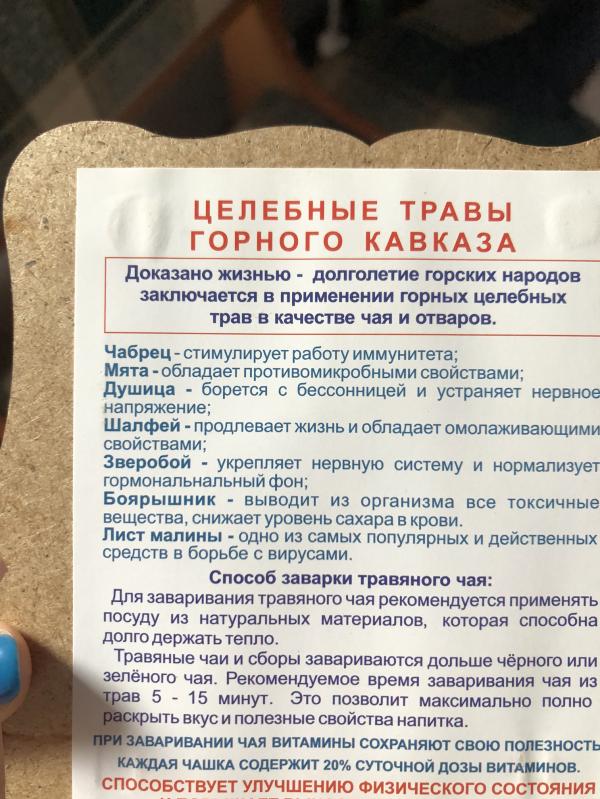 ЦЕЛЕБНЫЕ ТРАВЫ
ГОРНОГО КАВКАЗА
Доказано жизнью - долголетие горских народов
заключается в применении горных целебных
трав в качестве чая и отваров.
Чабрец - стимулирует работу иммунитета;
Мята - обладает противомикробными свойствами;
Душица - борется с бессонницей и устраняет нервное
напряжение;
Шалфей - продлевает жизнь и обладает омолаживающими
свойствами;
Зверобой - укрепляет нервную систему и нормализует
гормональнальный фон;
Боярышник - выводит из организма все токсичные
вещества, снижает уровень сахара в крови.
Лист малины - одно из самых популярных и действенных
средств в борьбе с вирусами.
Способ заварки травяного чая:
Для заваривания травяного чая рекомендуется применять
посуду из натуральных материалов, которая способна
долго держать тепло.
Травяные чаи и сборы завариваются дольше чёрного или
зелёного чая. Рекомендуемое время заваривания чая из
трав 5 - 15 минут. Это позволит максимально полно
раскрыть вкус и полезные свойства напитка.
ПРИ ЗАВАРИВАНИИ ЧАЯ ВИТАМИНЫ СОХРАНЯЮТ СВОЮ ПОЛЕЗНОСТЬ
КАЖДАЯ ЧАШКА СОДЕРЖИТ 20% СУТОЧНОЙ ДОЗЫ ВИТАМИНОВ.
СПОСОБСТВУЕТ УЛУЧШЕНИЮ ФИЗИЧЕСКОГО СОСТОЯНИЯ